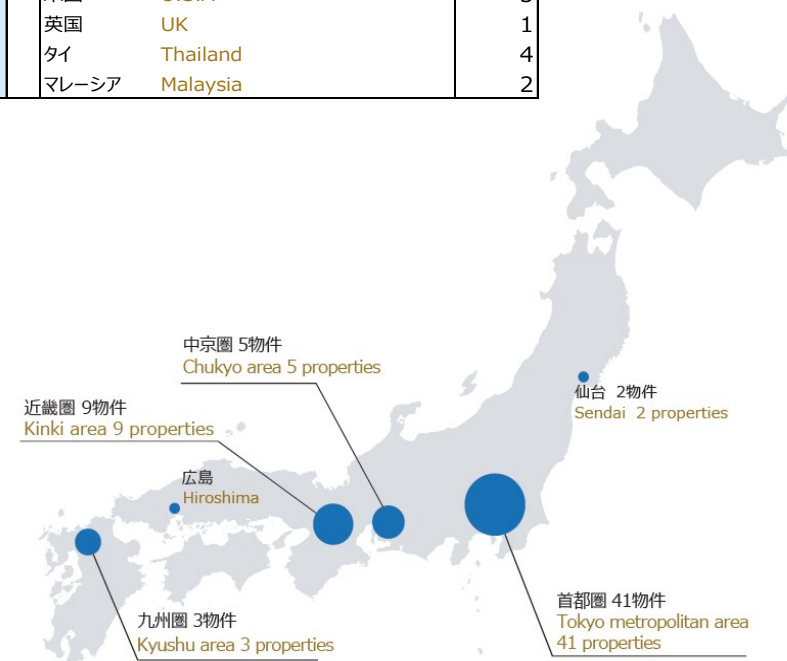 英国 UK 1
タイ Thailand 4
マレーシア Malaysia 2
中京圏 5物件
Chukyo area 5 properties
仙台 2物件
Sendai 2 properties
近畿圏 9物件
Kinki area 9 properties
広島
Hiroshima
首都圏 41物件
Tokyo metropolitan area
41 properties
九州圏 3物件
Kyushu area 3 properties